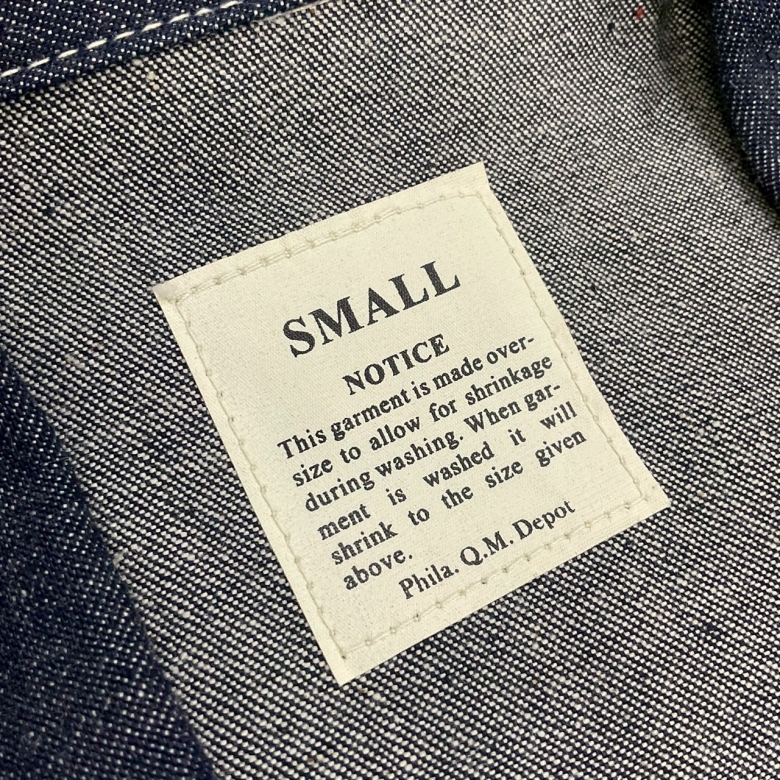 SMALL
NOTICE
This garment is made over-
size to allow for shrinkage
during washing. When gar-
ment is washed it will
shrink to the size given
above.
Phila. Q.M. Depot